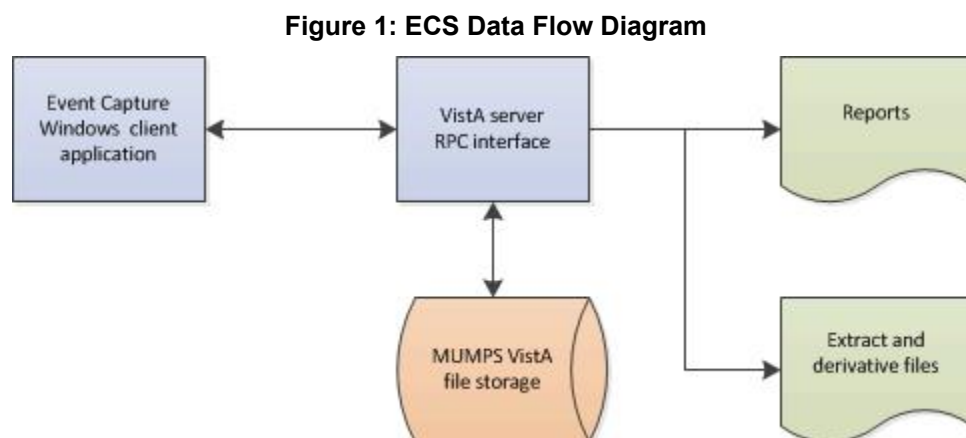 Figure 1: ECS Data Flow Diagram
Event Capture
Windows client
application
VistA server
RPC interface
Reports
MUMPS VistA
file storage
Extract and
derivative files